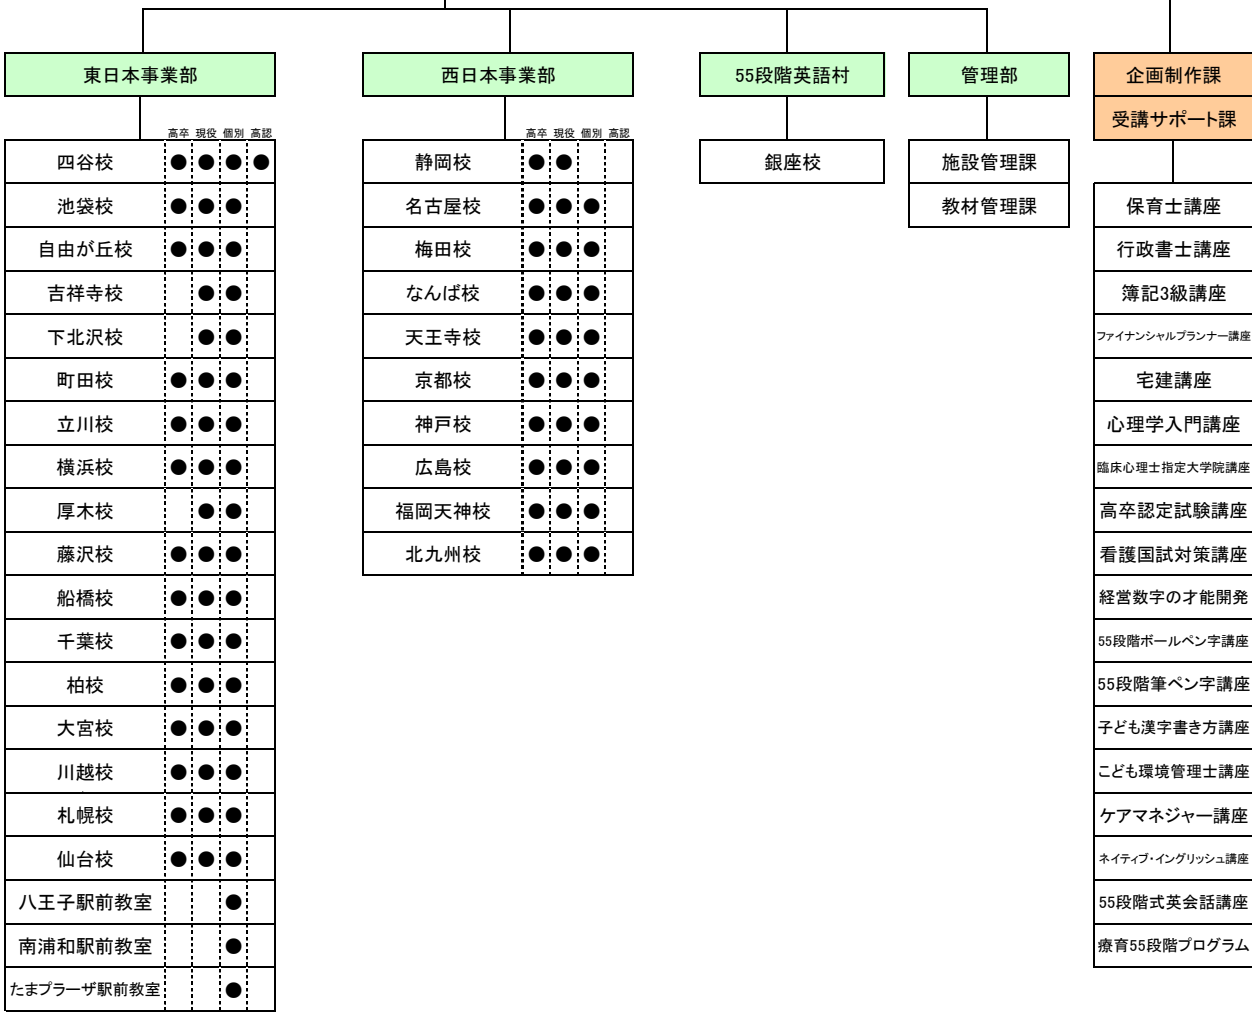 東日本事業部
高卒 現役 個別 高認
四谷校 ● ● ● ●
池袋校 ● ● ●
自由が丘校 ● ● ●
吉祥寺校 ● ●
下北沢校 ● ●
町田校 ● ● ●
立川校 ● ● ●
横浜校 ● ● ●
厚木校 ● ●
藤沢校 ● ● ●
船橋校 ● ● ●
千葉校 ● ● ●
柏校 ● ● ●
大宮校 ● ● ●
川越校 ● ● ●
札幌校 ● ● ●
仙台校 ● ● ●
八王子駅前教室 ●
南浦和駅前教室 ●
たまプラーザ駅前教室 ●
西日本事業部
高卒 現役 個別 高認
静岡校 ● ●
名古屋校 ● ● ●
梅田校 ● ● ●
なんば校 ● ● ●
天王寺校 ● ● ●
京都校 ● ● ●
神戸校 ● ● ●
広島校 ● ● ●
福岡天神校 ● ● ●
北九州校 ● ● ●
55段階英語村
銀座校
管理部
施設管理課
教材管理課
企画制作課
受講サポート課
保育士講座
行政書士講座
簿記3級講座
ファイナンシャルプランナー講座
宅建講座
心理学入門講座
臨床心理士指定大学院講座
高卒認定試験講座
看護国試対策講座
経営数字の才能開発
55段階ボールペン字講座
55段階筆ペン字講座
子ども漢字書き方講座
こども環境管理士講座
ケアマネジャー講座
ネイティブ・イングリッシュ講座
55段階式英会話講座
療育55段階プログラム